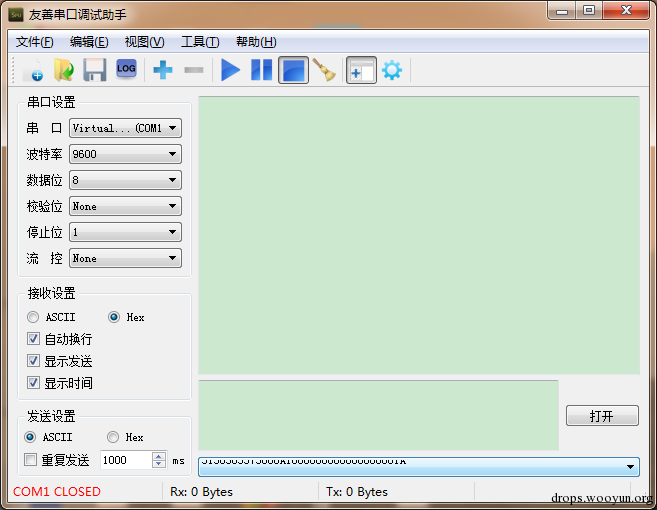 友善串口调试助手
文件(F) 编辑(E) 视图(V) 工具(T) 帮助(H)
LOG
串口设置
串 口 Virtual...(COM1
波特率 9600
数据位 8
校验位 None
停止位 1
流 控 None
接收设置
ASCII Hex
自动换行
显示发送
显示时间
发送设置
ASCII Hex
重复发送 1000 ms
打开
COM1 CLOSED Rx: 0 Bytes Tx: 0 Bytes
drops.wooyun.org